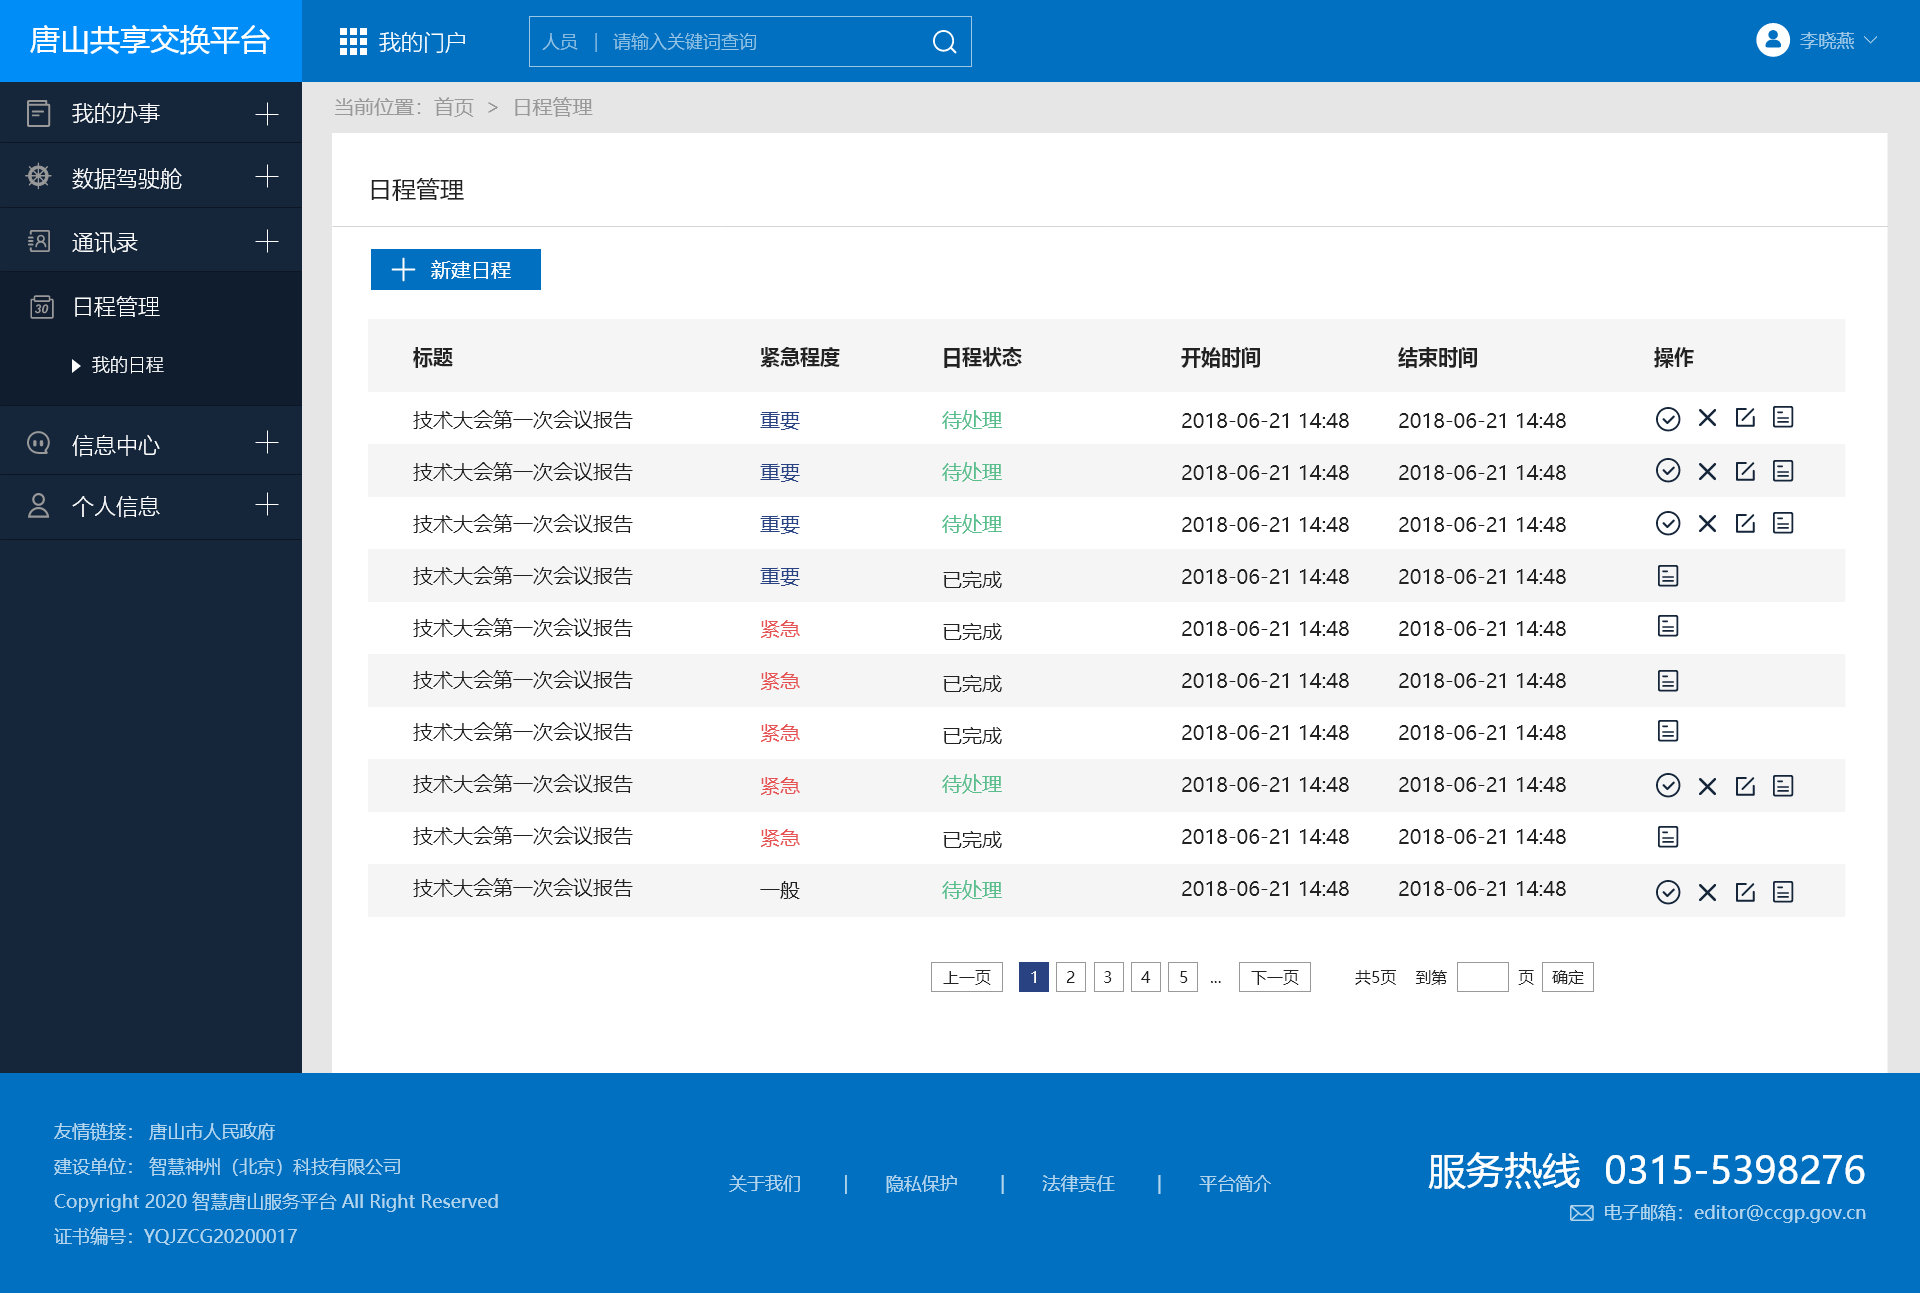 唐山共享交换平台
我的门户
人员 | 请输入关键词查询
李晓燕
我的办事
数据驾驶舱
通讯录
30 日程管理
我的日程
信息中心
个人信息
当前位置：首页 > 日程管理
日程管理
新建日程
标题 紧急程度 日程状态 开始时间 结束时间 操作
技术大会第一次会议报告 重要 待处理 2018-06-21 14:48 2018-06-21 14:48
技术大会第一次会议报告 重要 待处理 2018-06-21 14:48 2018-06-21 14:48
技术大会第一次会议报告 重要 待处理 2018-06-21 14:48 2018-06-21 14:48
技术大会第一次会议报告 重要 已完成 2018-06-21 14:48 2018-06-21 14:48
技术大会第一次会议报告 紧急 已完成 2018-06-21 14:48 2018-06-21 14:48
技术大会第一次会议报告 紧急 已完成 2018-06-21 14:48 2018-06-21 14:48
技术大会第一次会议报告 紧急 已完成 2018-06-21 14:48 2018-06-21 14:48
技术大会第一次会议报告 紧急 待处理 2018-06-21 14:48 2018-06-21 14:48
技术大会第一次会议报告 紧急 已完成 2018-06-21 14:48 2018-06-21 14:48
技术大会第一次会议报告 一般 待处理 2018-06-21 14:48 2018-06-21 14:48
上一页 1 2 3 4 5 ... 下一页 共5页 到第 页 确定
友情链接： 唐山市人民政府
建设单位： 智慧神州（北京）科技有限公司
Copyright 2020 智慧唐山服务平台 All Right Reserved
证书编号：YQJZCG20200017
关于我们 | 隐私保护 | 法律责任 | 平台简介
服务热线 0315-5398276
电子邮箱：editor@ccgp.gov.cn